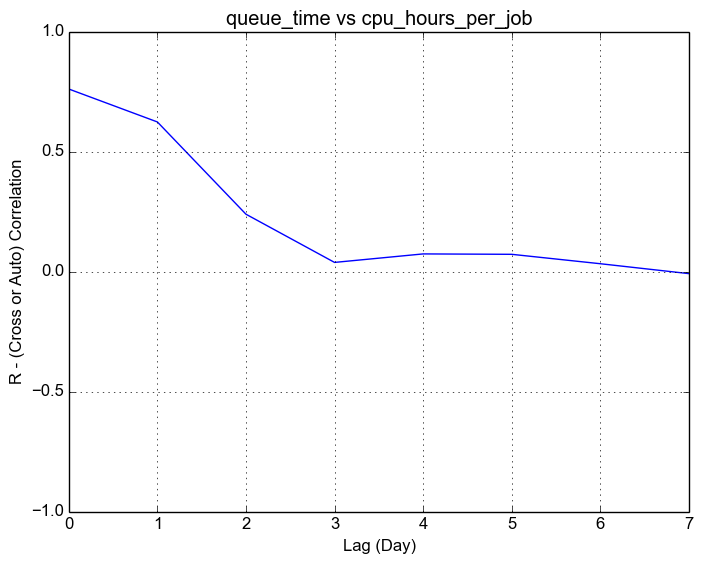 queue_time vs cpu_hours_per_job
1.0
0.5
0.0
−0.5
−1.0
R - (Cross or Auto) Correlation
0 1 2 3 4 5 6 7
Lag (Day)